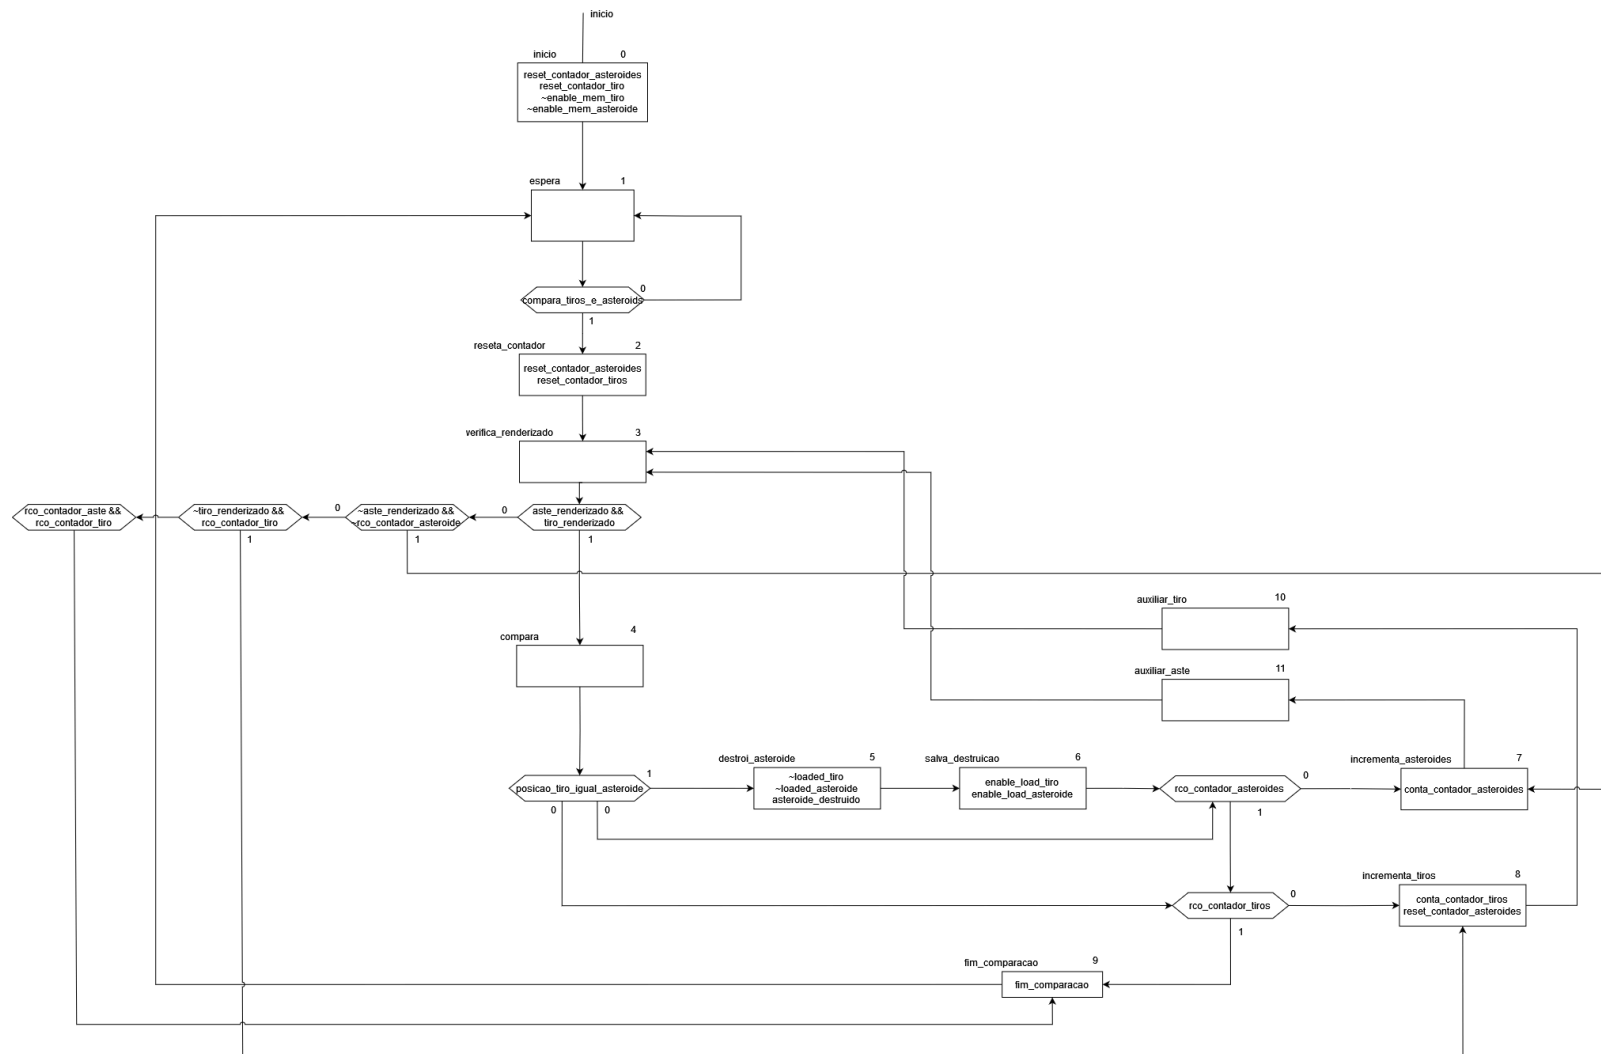 inicio
inicio
0
reset_contador_asteroides
reset_contador_tiro
~enable_mem_tiro
~enable_mem_asteroide
espera
1
compara_tiros_e_asteroids
0
1
reseta_contador
2
reset_contador_asteroides
reset_contador_tiros
verifica_renderizado
3
rco_contador_aste &&
rco_contador_tiro
~tiro_renderizado &&
rco_contador_tiro
1
0
~aste_renderizado &&
~rco_contador_asteroide
1
0
aste_renderizado &&
tiro_renderizado
1
auxiliar_tiro
10
compara
4
auxiliar_aste
11
posicao_tiro_igual_asteroide
1
0
0
destroi_asteroide
5
~loaded_tiro
~loaded_asteroide
asteroide_destruido
salva_destruicao
6
enable_load_tiro
enable_load_asteroide
rco_contador_asteroides
0
1
incrementa_asteroides
7
conta_contador_asteroides
rco_contador_tiros
0
1
incrementa_tiros
8
conta_contador_tiros
reset_contador_asteroides
fim_comparacao
9
fim_comparacao